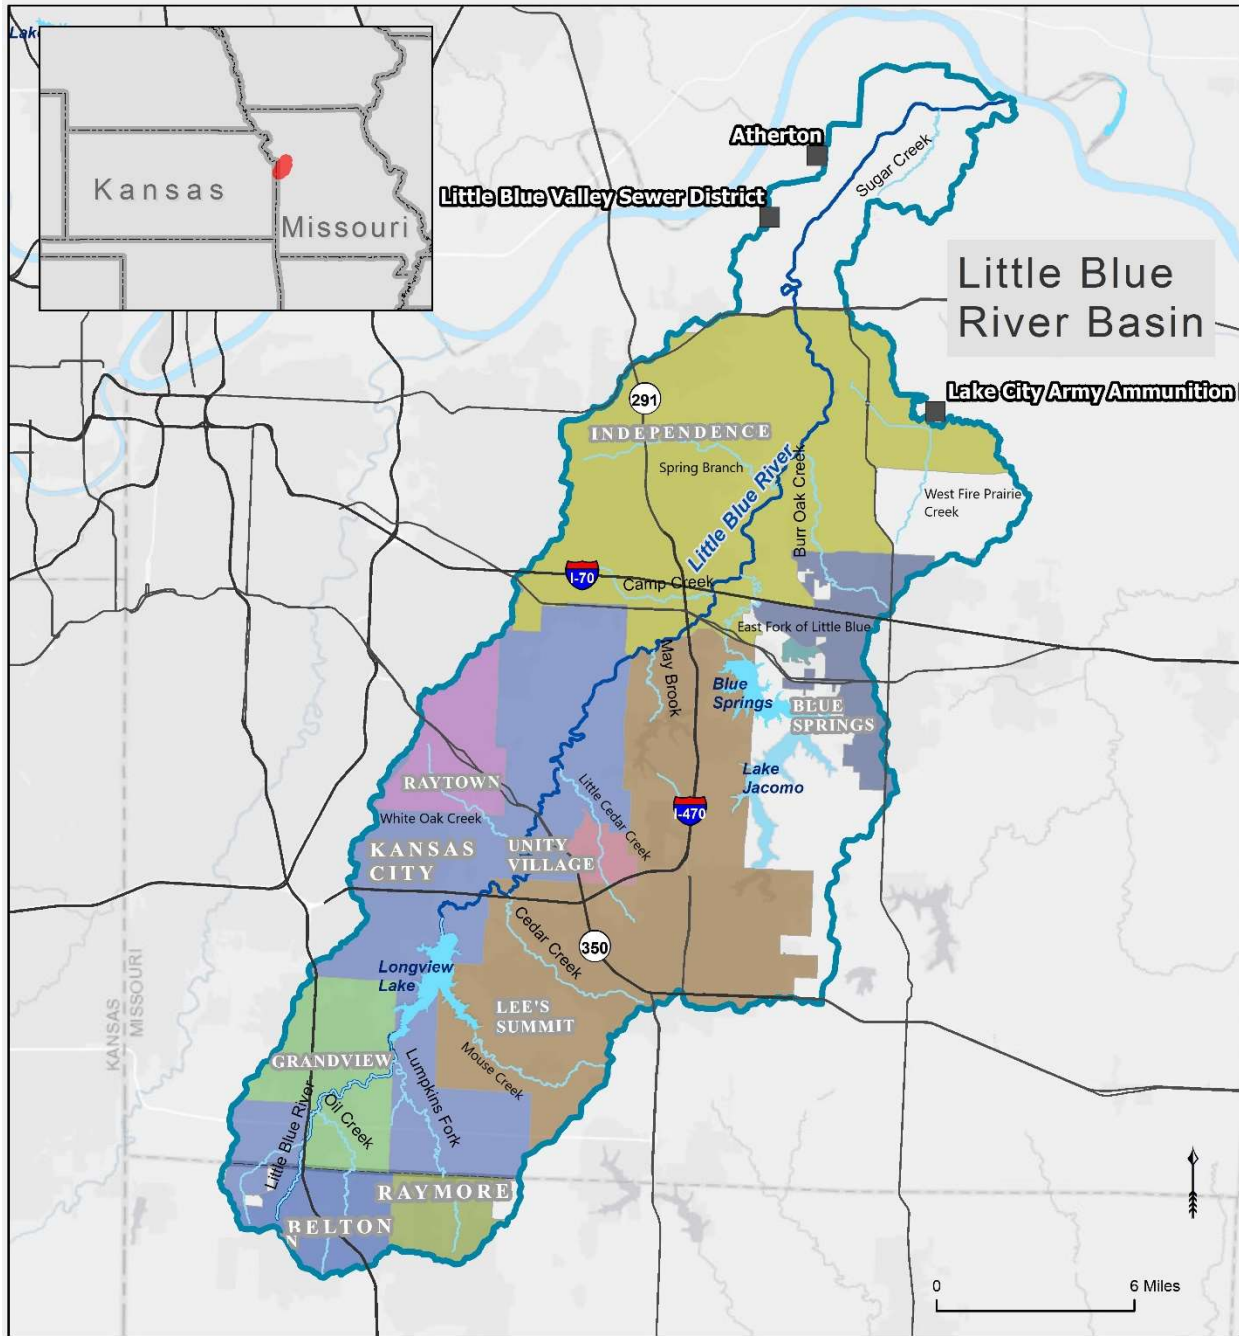 Lak
Kansas
Missouri
Atherton
Sugar Creek
Little Blue Valley Sewer District
Little Blue
River Basin
Lake City Army Ammunition
291
INDEPENDENCE
Spring Branch
Little Blue River
Burr Oak Creek
West Fire Prairie
Creek
I-70
Camp Creek
East Fork of Little Blue
May Brook
Blue
Springs
BLUE
SPRINGS
Lake
Jacomo
RAYTOWN
Little Cedar Creek
I-470
White Oak Creek
KANSAS
CITY
UNITY
VILLAGE
Cedar Creek
350
Longview
Lake
LEE'S
SUMMIT
KANSAS
MISSOURI
GRANDVIEW
Mouse Creek
Lumpkins Fork
Little Blue River
Oil Creek
RAYMORE
BELTON
N
0 6 Miles